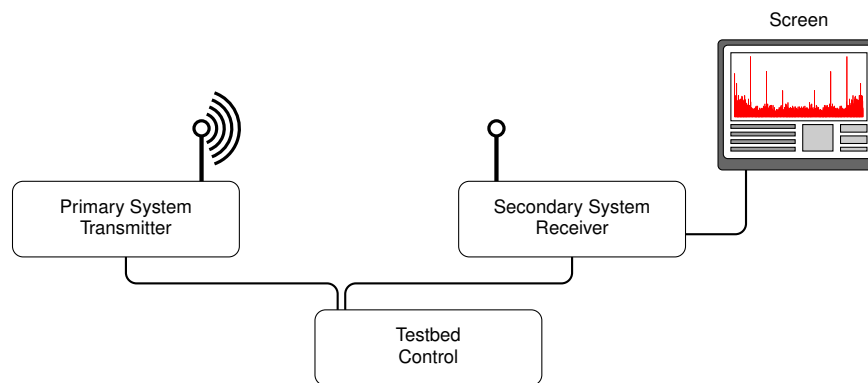 Screen
Primary System
Transmitter
Secondary System
Receiver
Testbed
Control